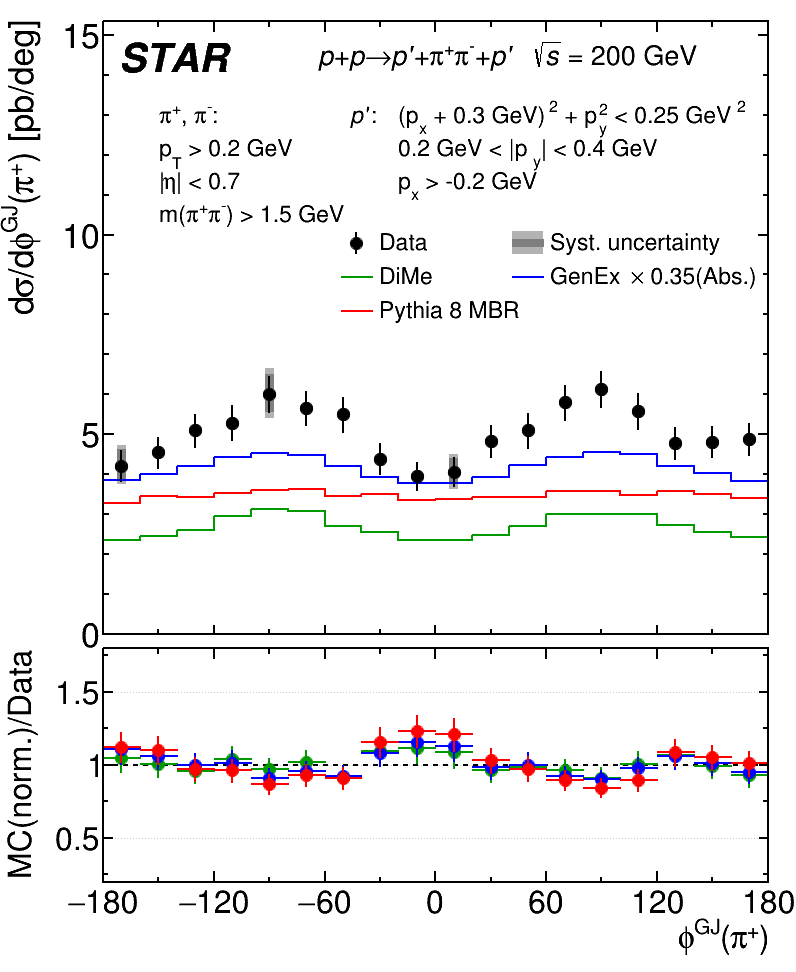 STAR p+p→p′+π⁺π⁻+p′ √s = 200 GeV
π⁺, π⁻: p′: (pₓ + 0.3 GeV)² + p_y² < 0.25 GeV²
p_T > 0.2 GeV 0.2 GeV < |p_y| < 0.4 GeV
|η| < 0.7 pₓ > -0.2 GeV
m(π⁺π⁻) > 1.5 GeV
Data Syst. uncertainty
DiMe GenEx × 0.35(Abs.)
Pythia 8 MBR
dσ/dϕ^GJ(π⁺) [pb/deg]
15
10
5
0
MC(norm.)/Data
1.5
1
0.5
−180 −120 −60 0 60 120 180
ϕ^GJ(π⁺)